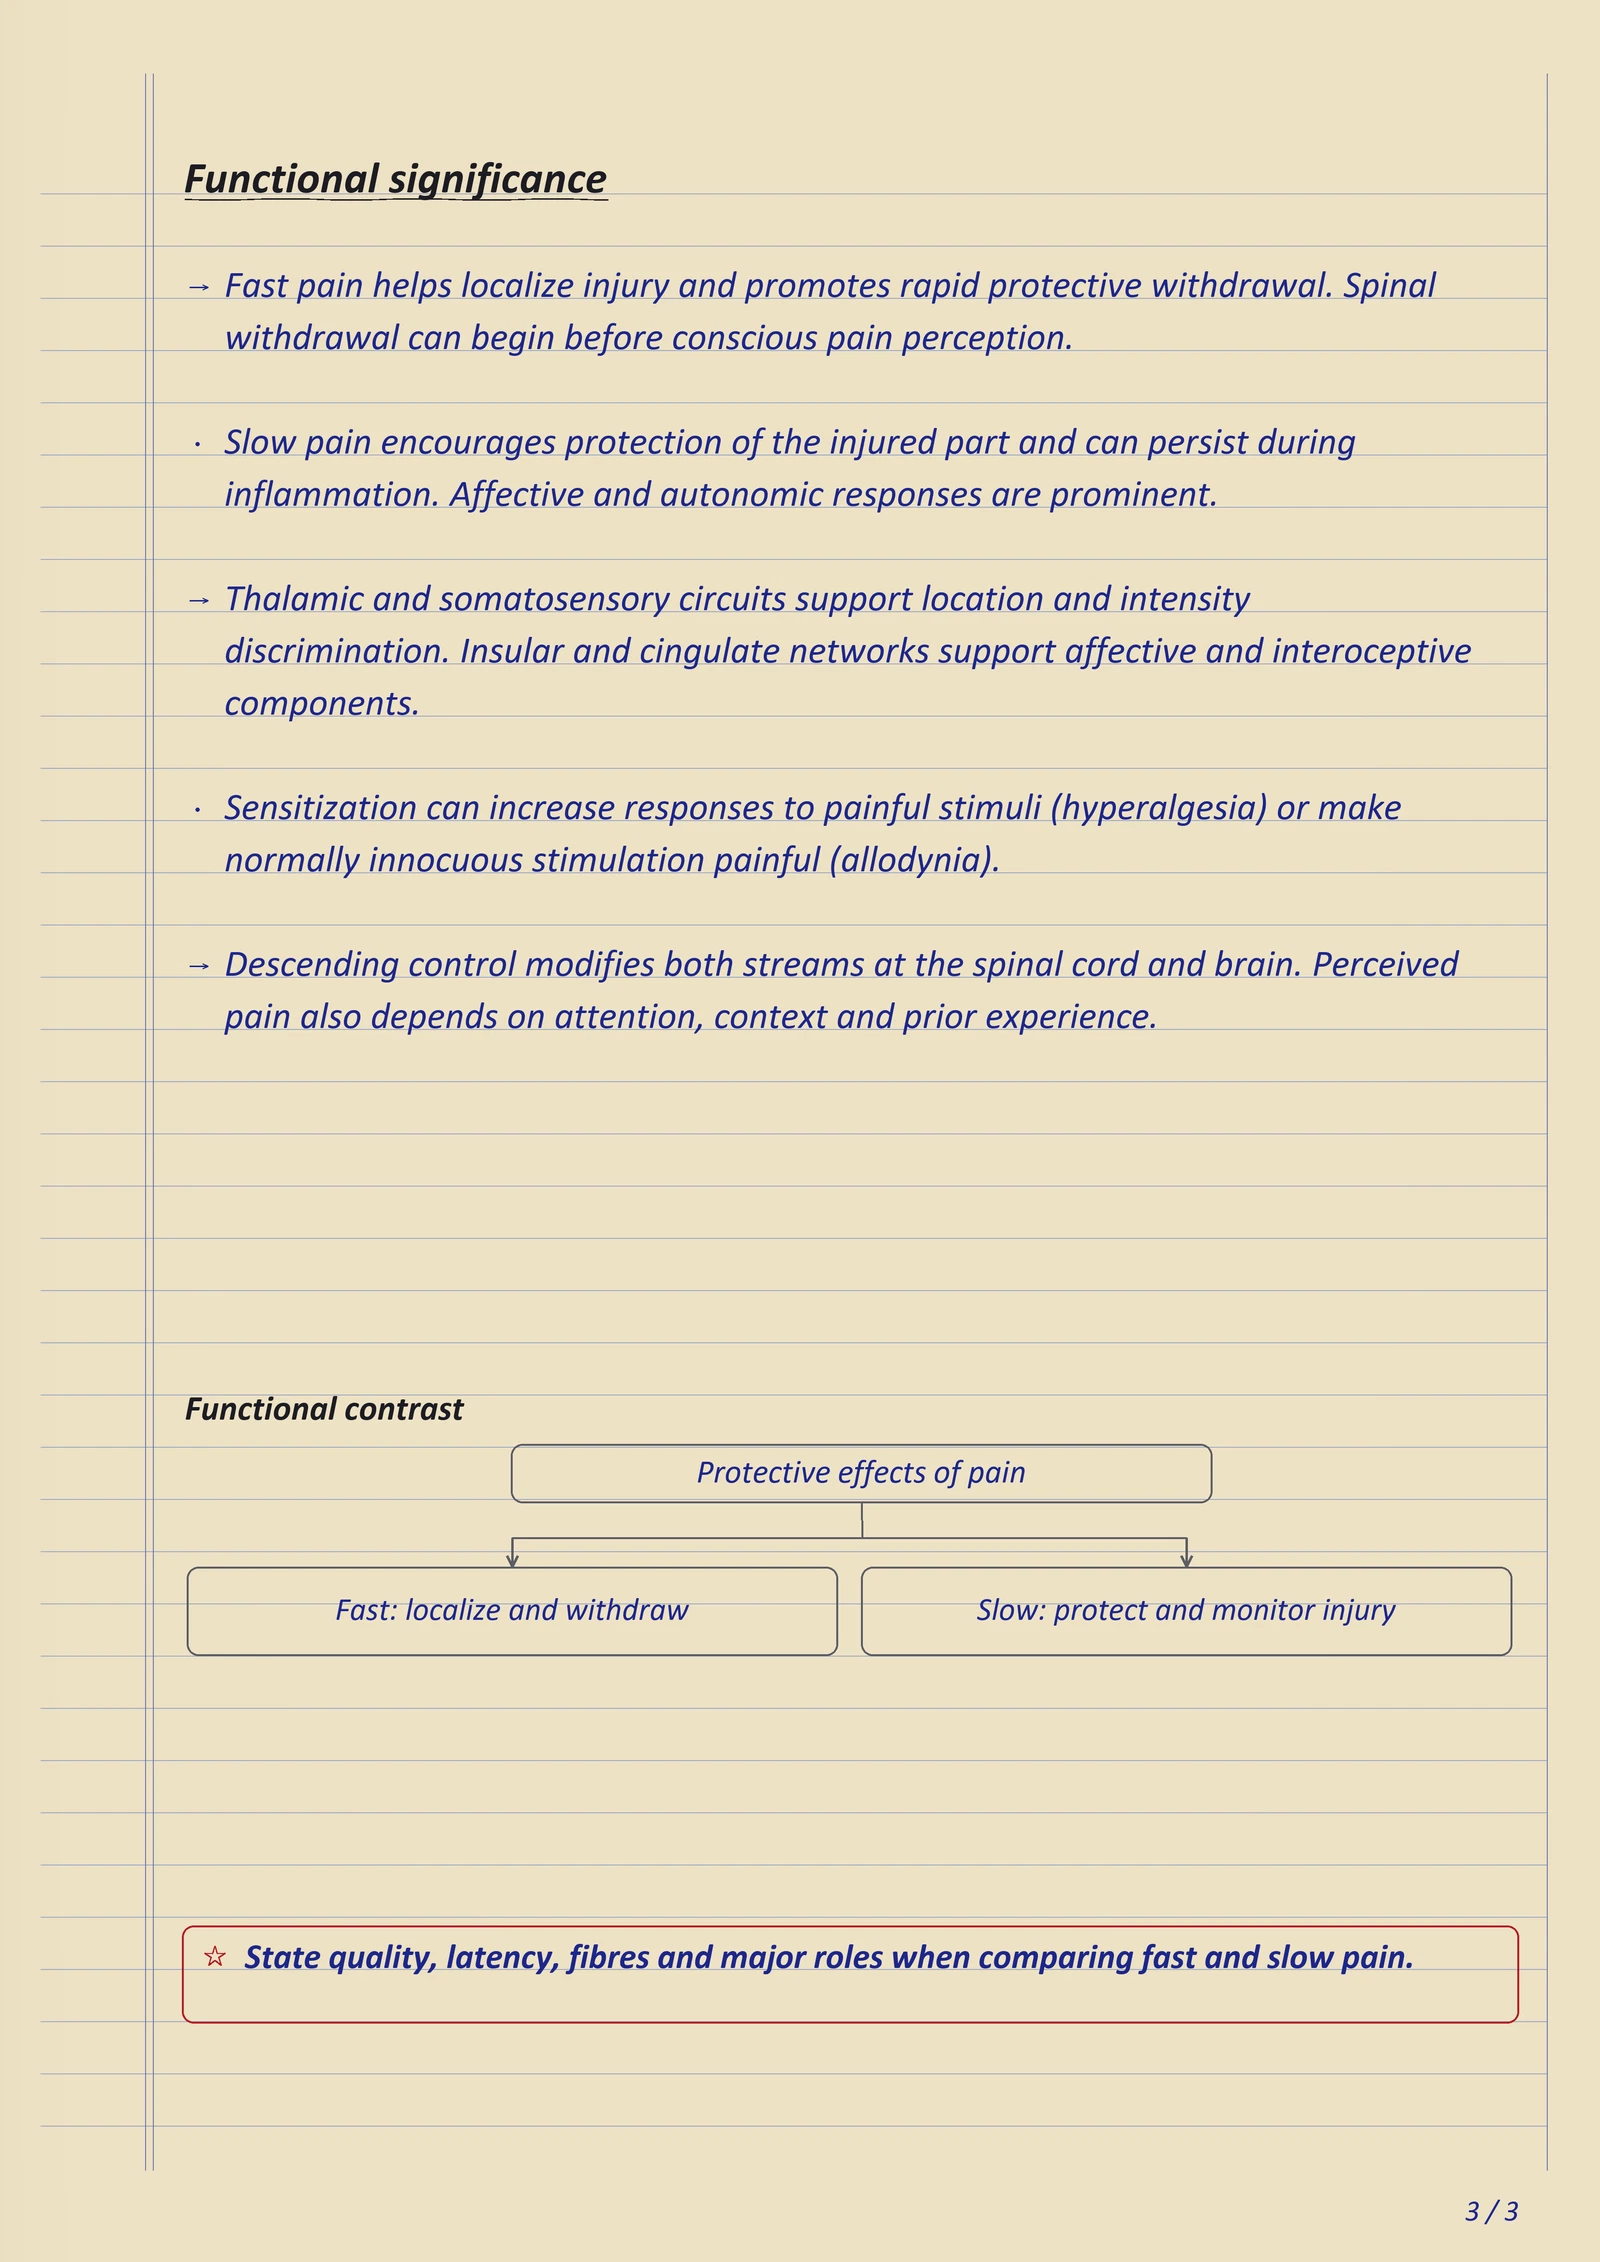 Functional significance
→ Fast pain helps localize injury and promotes rapid protective withdrawal. Spinal
withdrawal can begin before conscious pain perception.
· Slow pain encourages protection of the injured part and can persist during
inflammation. Affective and autonomic responses are prominent.
→ Thalamic and somatosensory circuits support location and intensity
discrimination. Insular and cingulate networks support affective and interoceptive
components.
· Sensitization can increase responses to painful stimuli (hyperalgesia) or make
normally innocuous stimulation painful (allodynia).
→ Descending control modifies both streams at the spinal cord and brain. Perceived
pain also depends on attention, context and prior experience.
Functional contrast
Protective effects of pain
Fast: localize and withdraw
Slow: protect and monitor injury
☆ State quality, latency, fibres and major roles when comparing fast and slow pain.
3 / 3